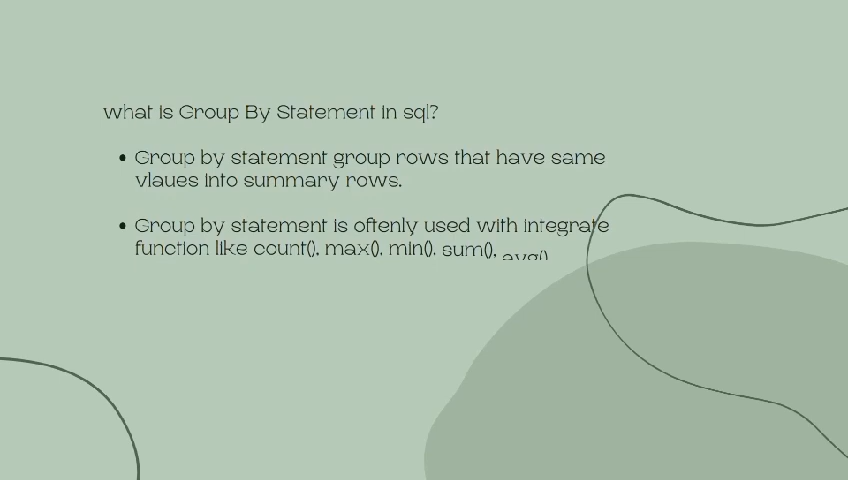 what is Group By Statement in sql?
Group by statement group rows that have same
vlaues into summary rows.
Group by statement is oftenly used with integrate
function like count(), max(), min(), sum(), avg()